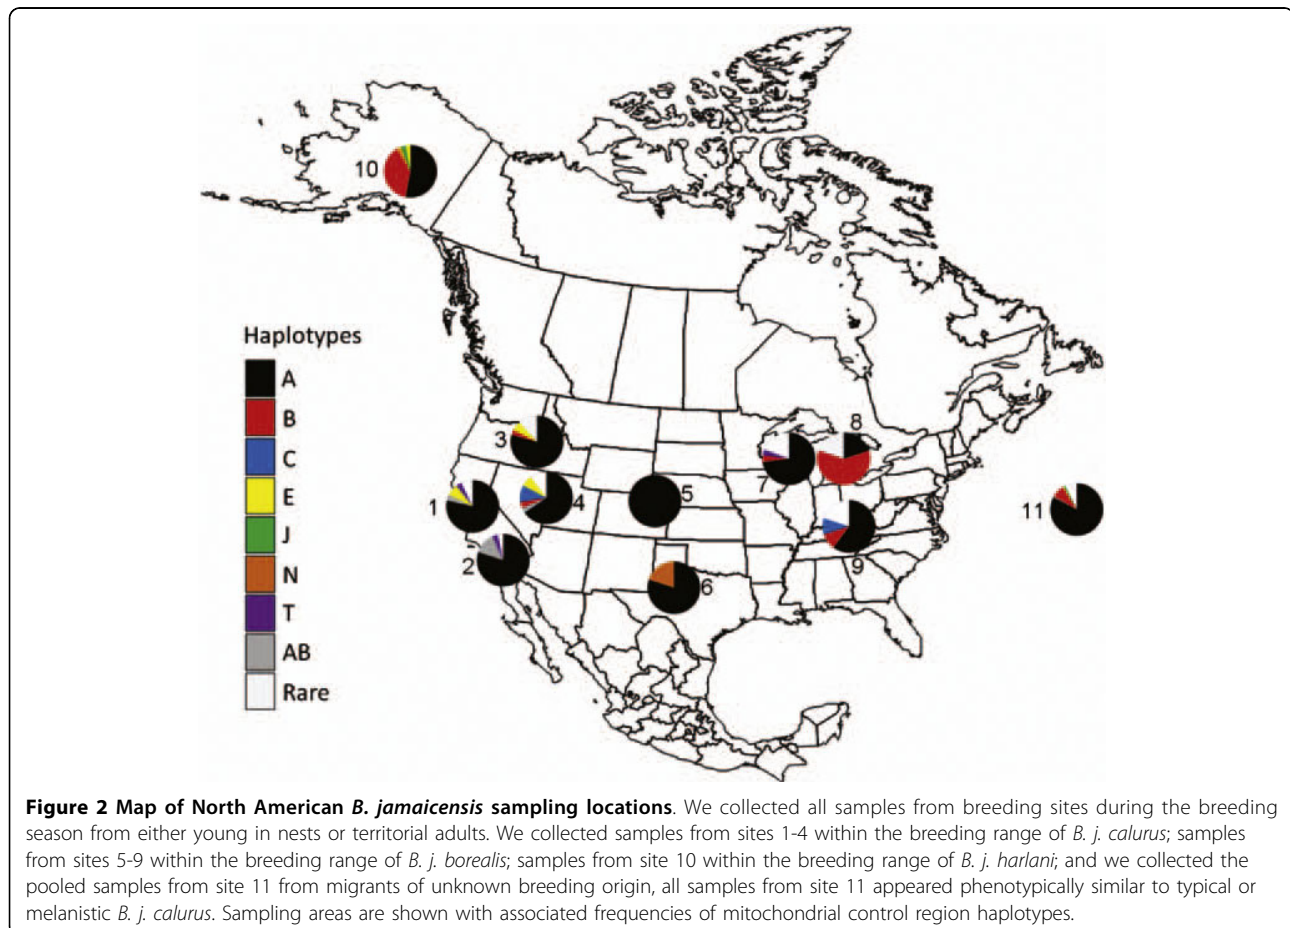 10
Haplotypes
A
B
C
E
J
N
T
AB
Rare
3
8
7
1
4
5
11
2
6
9
Figure 2 Map of North American B. jamaicensis sampling locations. We collected all samples from breeding sites during the breeding
season from either young in nests or territorial adults. We collected samples from sites 1-4 within the breeding range of B. j. calurus; samples
from sites 5-9 within the breeding range of B. j. borealis; samples from site 10 within the breeding range of B. j. harlani; and we collected the
pooled samples from site 11 from migrants of unknown breeding origin, all samples from site 11 appeared phenotypically similar to typical or
melanistic B. j. calurus. Sampling areas are shown with associated frequencies of mitochondrial control region haplotypes.